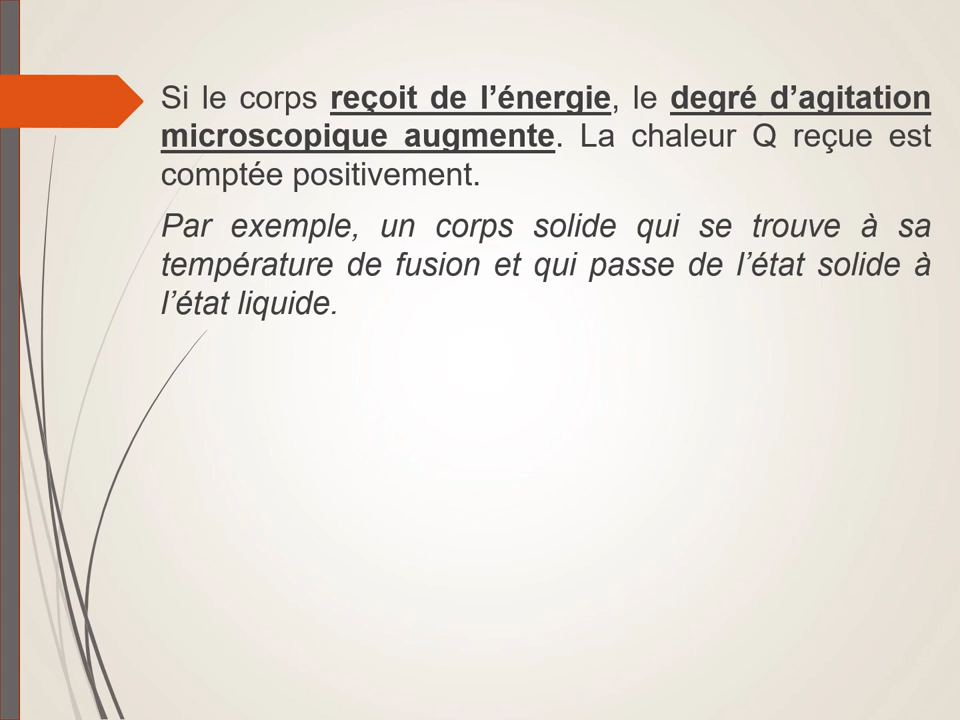 Si le corps reçoit de l’énergie, le degré d’agitation
microscopique augmente. La chaleur Q reçue est
comptée positivement.
Par exemple, un corps solide qui se trouve à sa
température de fusion et qui passe de l’état solide à
l’état liquide.